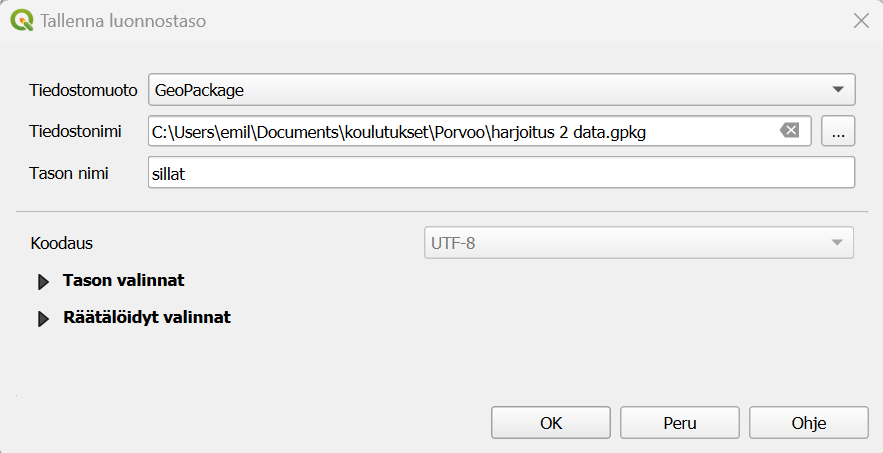 Tallenna luonnostaso
Tiedostomuoto GeoPackage
Tiedostonimi C:\Users\emil\Documents\koulutukset\Porvoo\harjoitus 2 data.gpkg ...
Tason nimi sillat
Koodaus UTF-8
Tason valinnat
Räätälöidyt valinnat
OK Peru Ohje